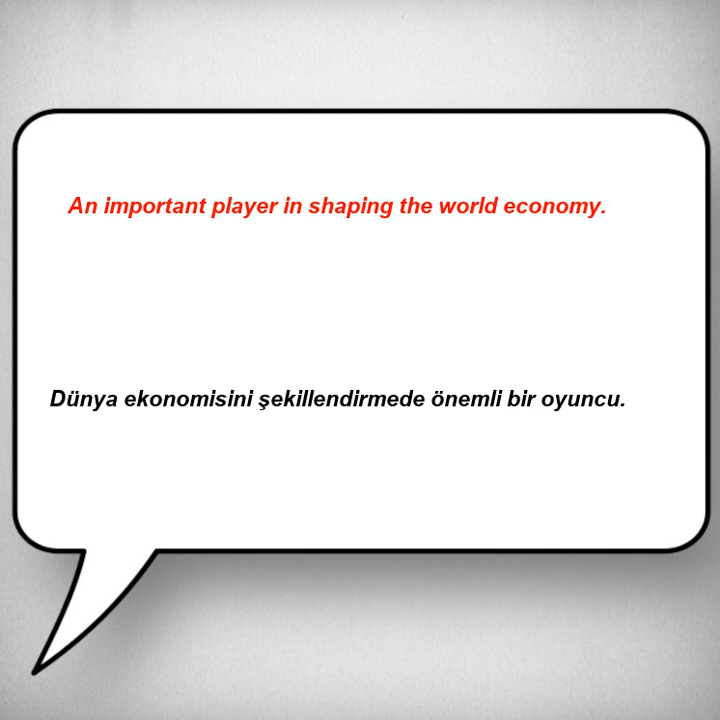 An important player in shaping the world economy.
Dünya ekonomisini şekillendirmede önemli bir oyuncu.